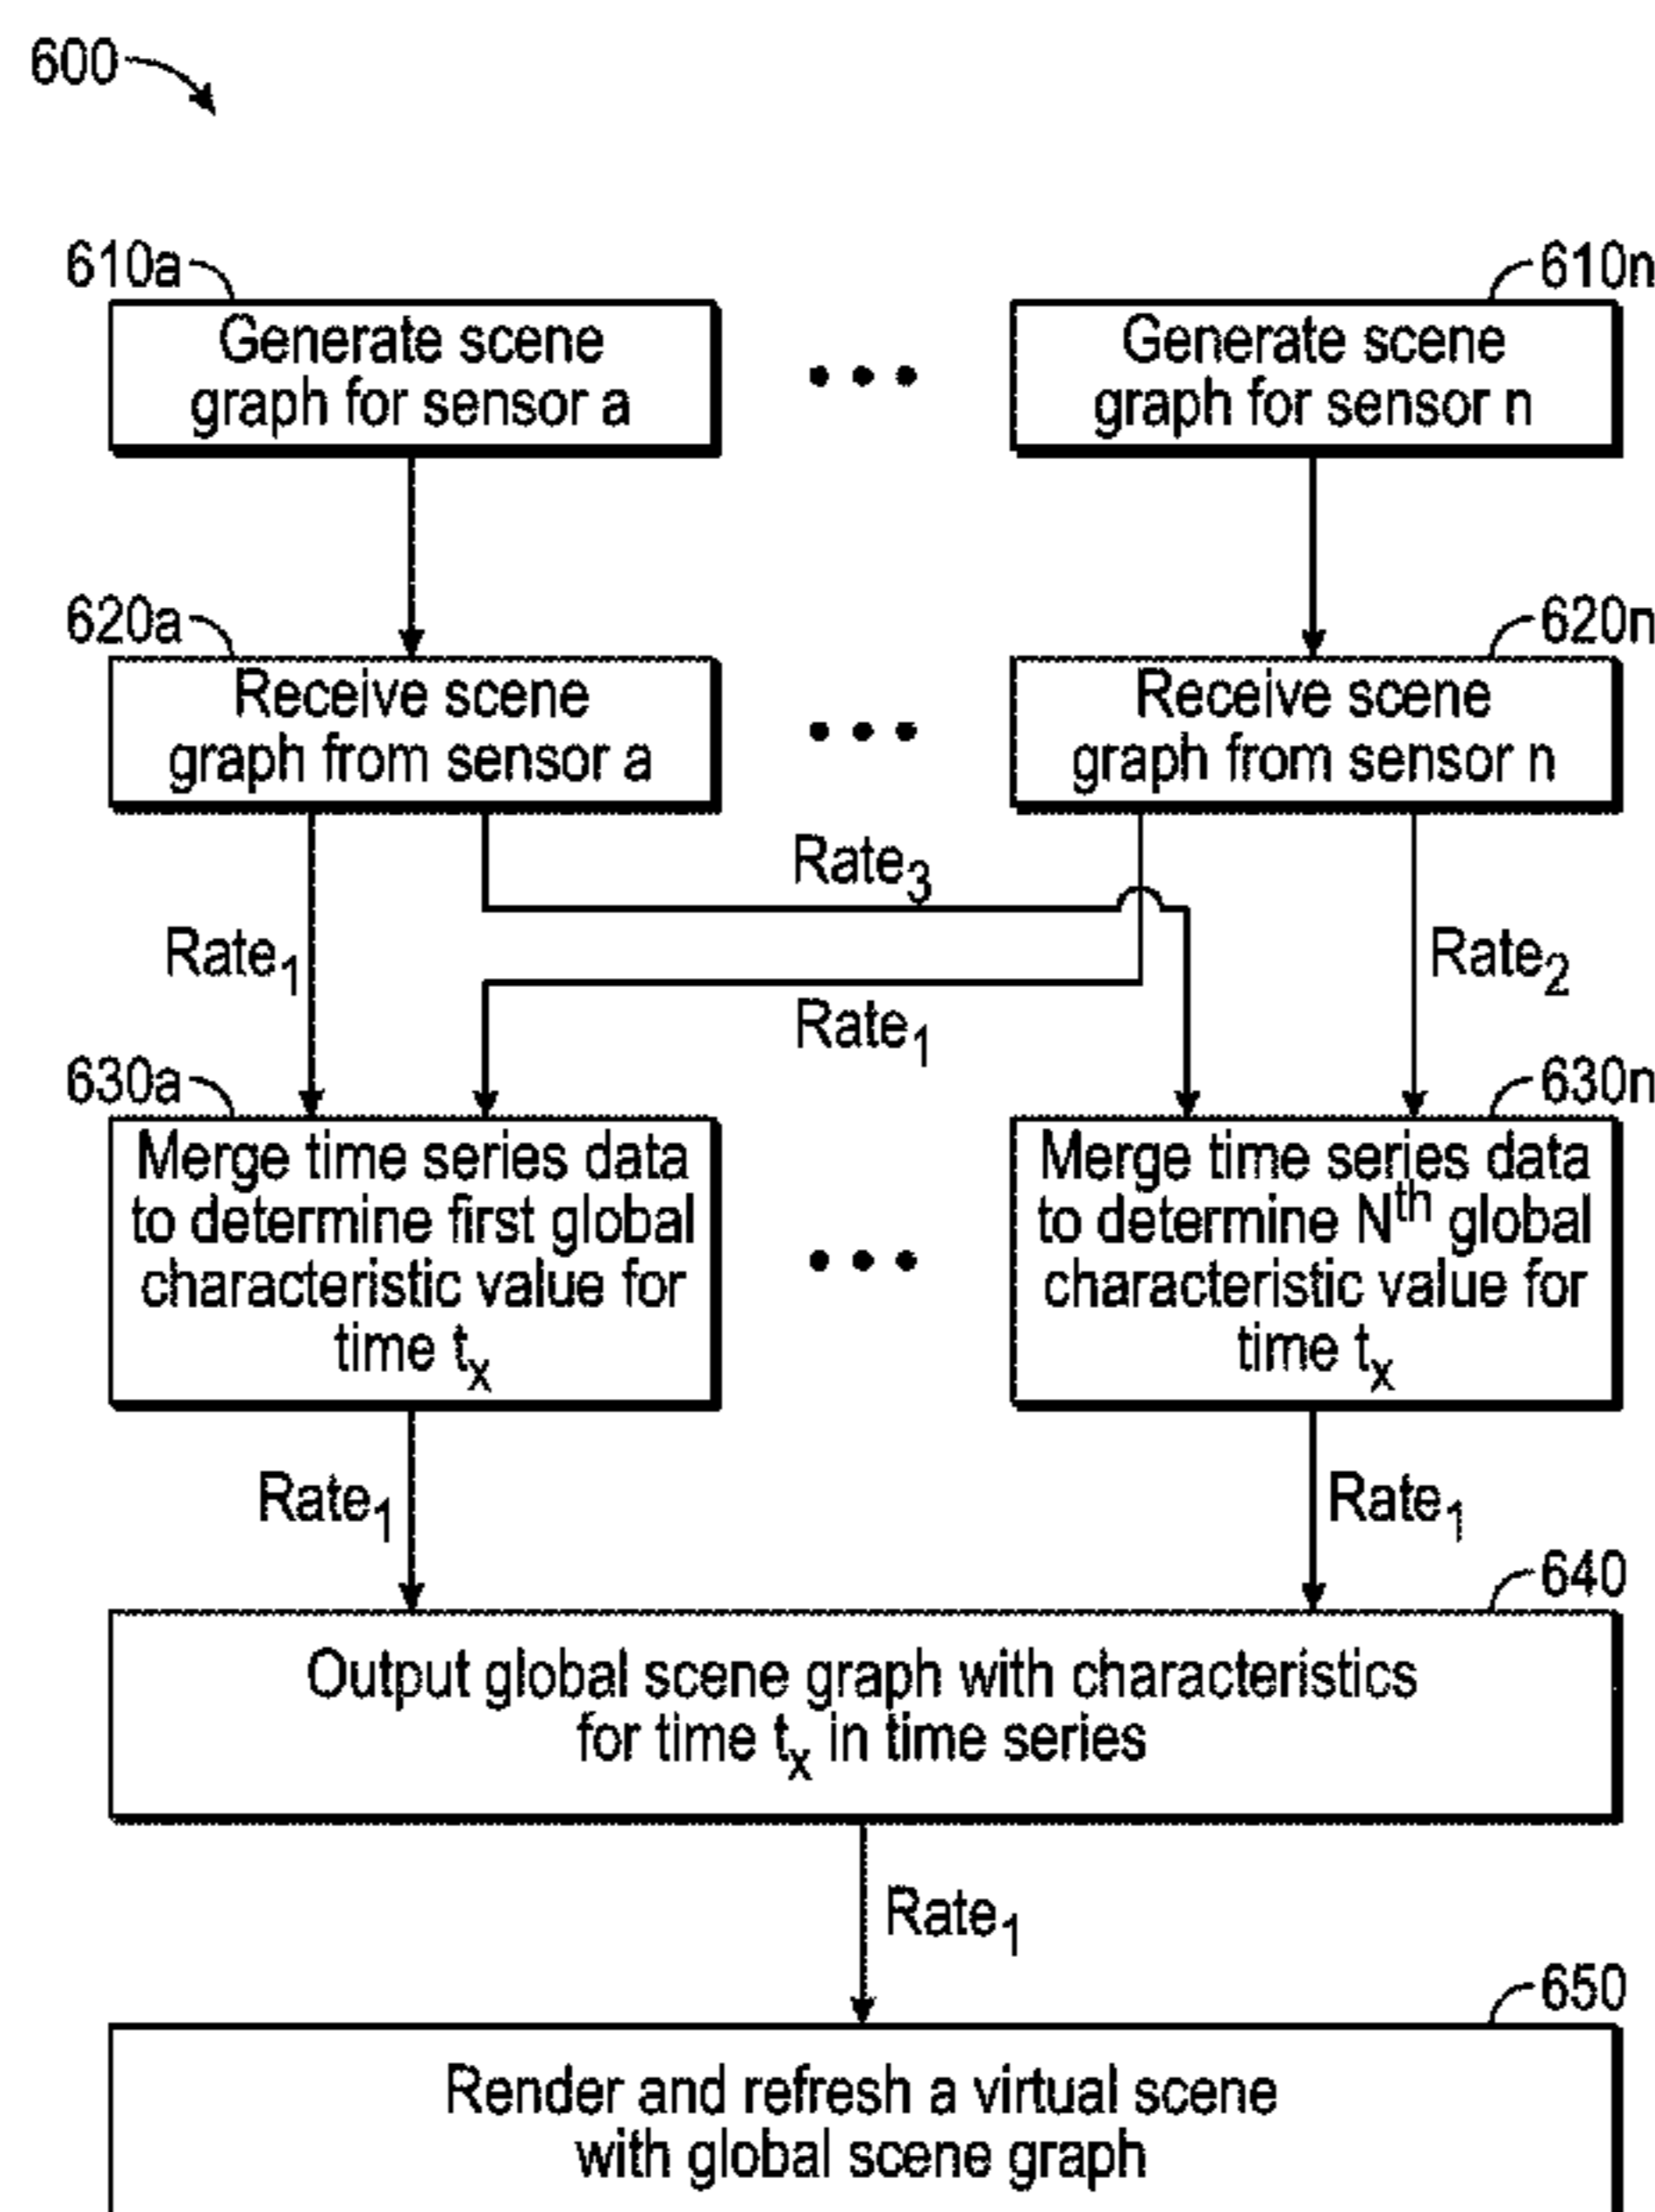 600
610a
610n
Generate scene
graph for sensor a
Generate scene
graph for sensor n
620a
620n
Receive scene
graph from sensor a
Receive scene
graph from sensor n
Rate3
Rate1
Rate2
Rate1
630a
630n
Merge time series data
to determine first global
characteristic value for
time tx
Merge time series data
to determine Nth global
characteristic value for
time tx
Rate1
Rate1
640
Output global scene graph with characteristics
for time tx in time series
Rate1
650
Render and refresh a virtual scene
with global scene graph